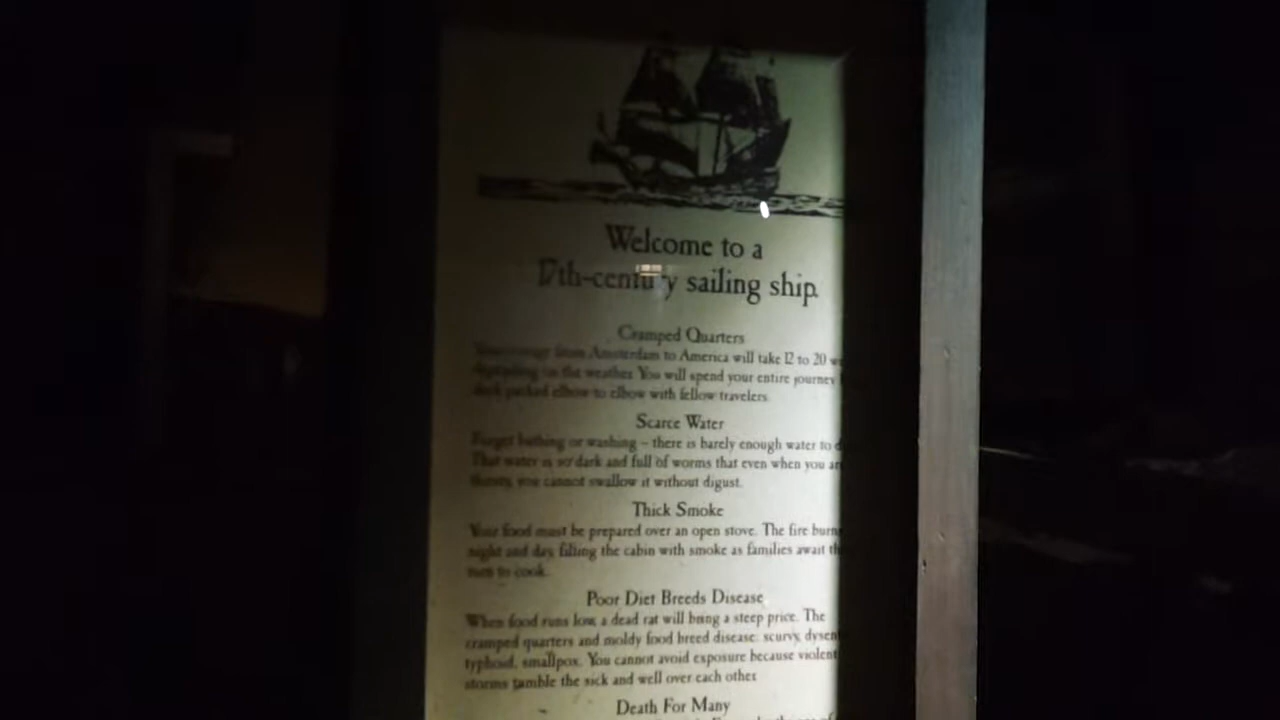 Welcome to a
17th-century sailing ship.
Cramped Quarters
Your voyage from Amsterdam to America will take 12 to 20
depending on the weather. You will spend your entire journey
deck packed elbow to elbow with fellow travelers.
Scarce Water
Forget bathing or washing – there is barely enough water to
That water is so dark and full of worms that even when you
thirsty, you cannot swallow it without digust.
Thick Smoke
Your food must be prepared over an open stove. The fire burns
night and day, filling the cabin with smoke as families await
turn to cook.
Poor Diet Breeds Disease
When food runs low, a dead rat will bring a steep price. The
cramped quarters and moldy food breed disease: scurvy,
typhoid, smallpox. You cannot avoid exposure because violent
storms tumble the sick and well over each other.
Death For Many